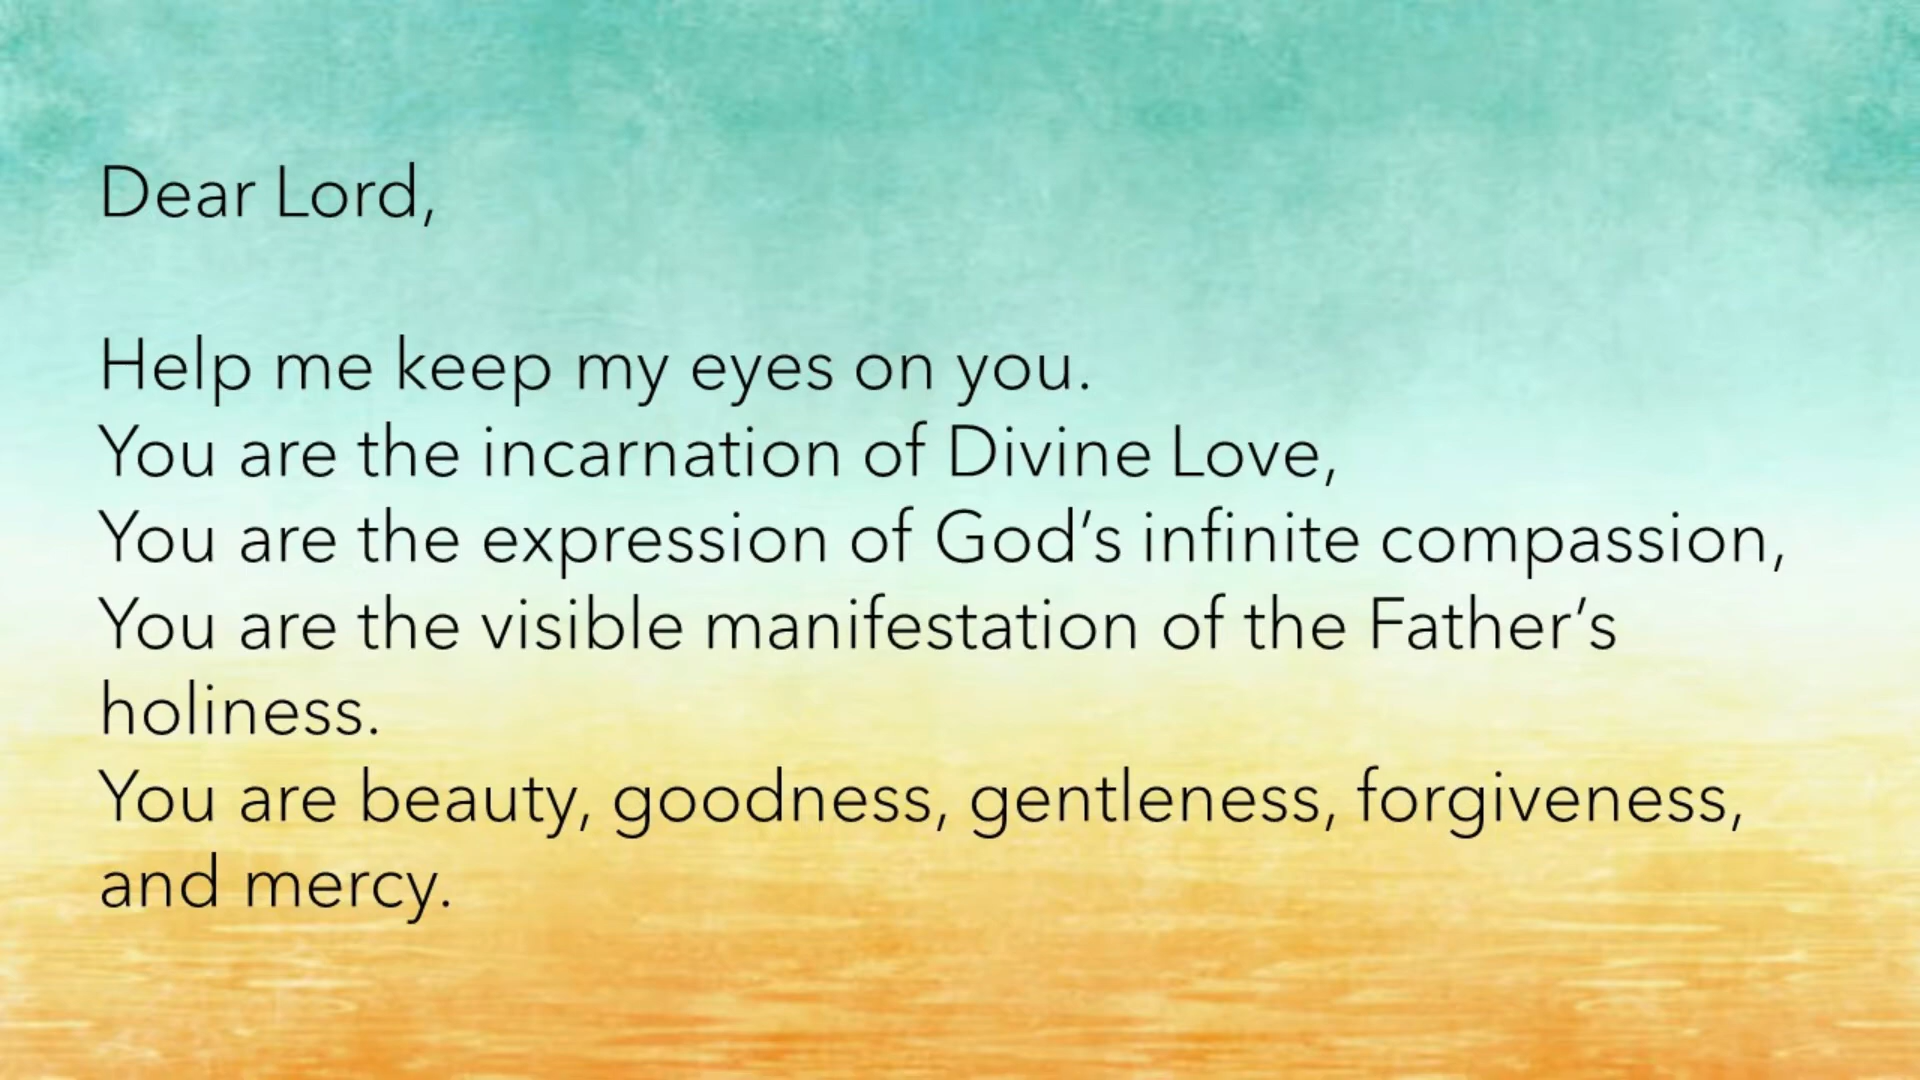 Dear Lord,
Help me keep my eyes on you.
You are the incarnation of Divine Love,
You are the expression of God’s infinite compassion,
You are the visible manifestation of the Father’s
holiness.
You are beauty, goodness, gentleness, forgiveness,
and mercy.